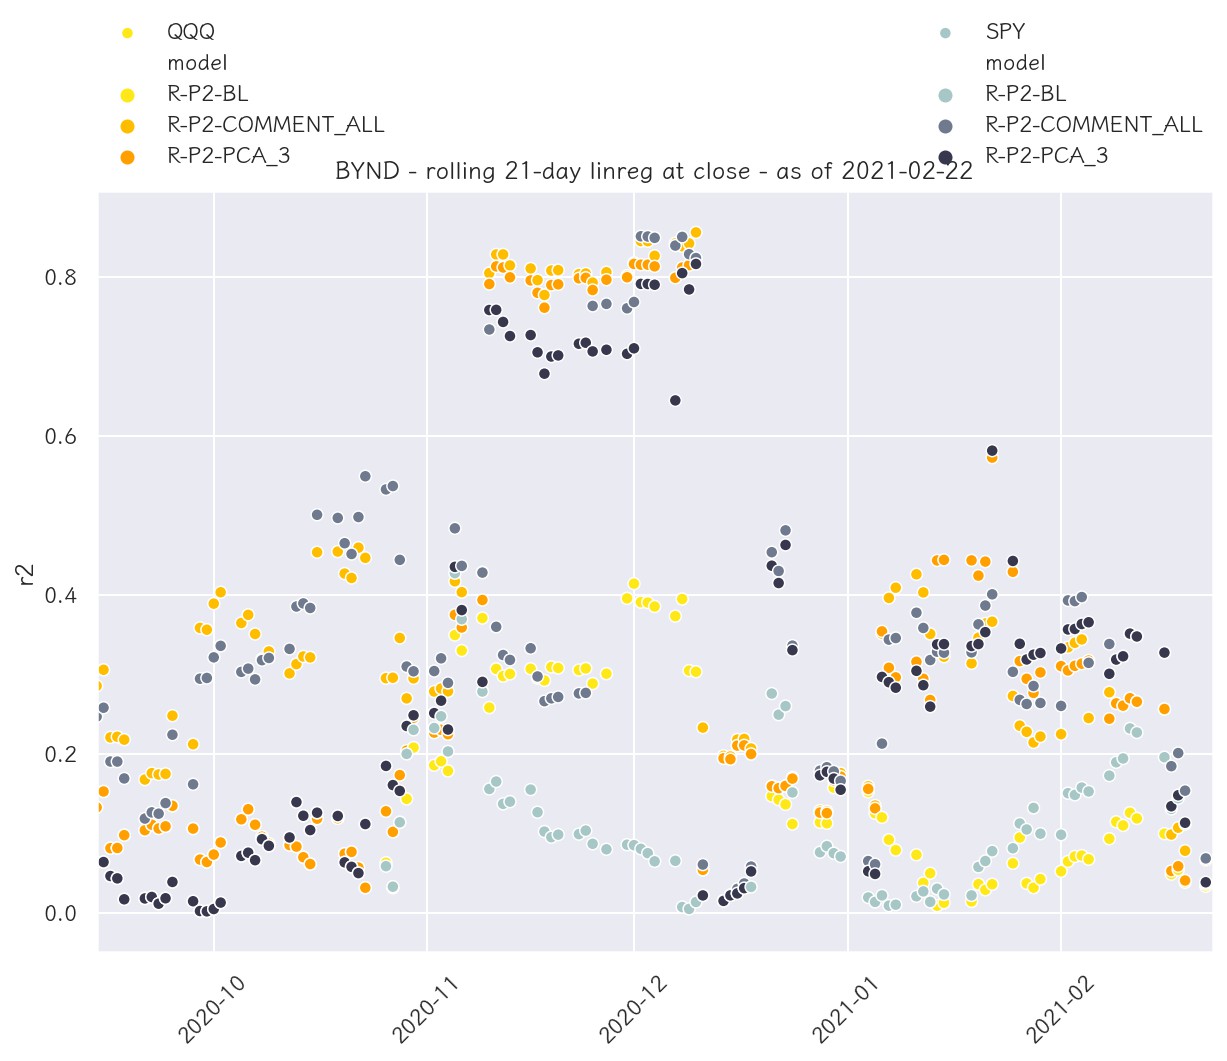 QQQ
model
R-P2-BL
R-P2-COMMENT_ALL
R-P2-PCA_3
SPY
model
R-P2-BL
R-P2-COMMENT_ALL
R-P2-PCA_3
BYND - rolling 21-day linreg at close - as of 2021-02-22
0.8
0.6
r2
0.4
0.2
0.0
2020-10
2020-11
2020-12
2021-01
2021-02